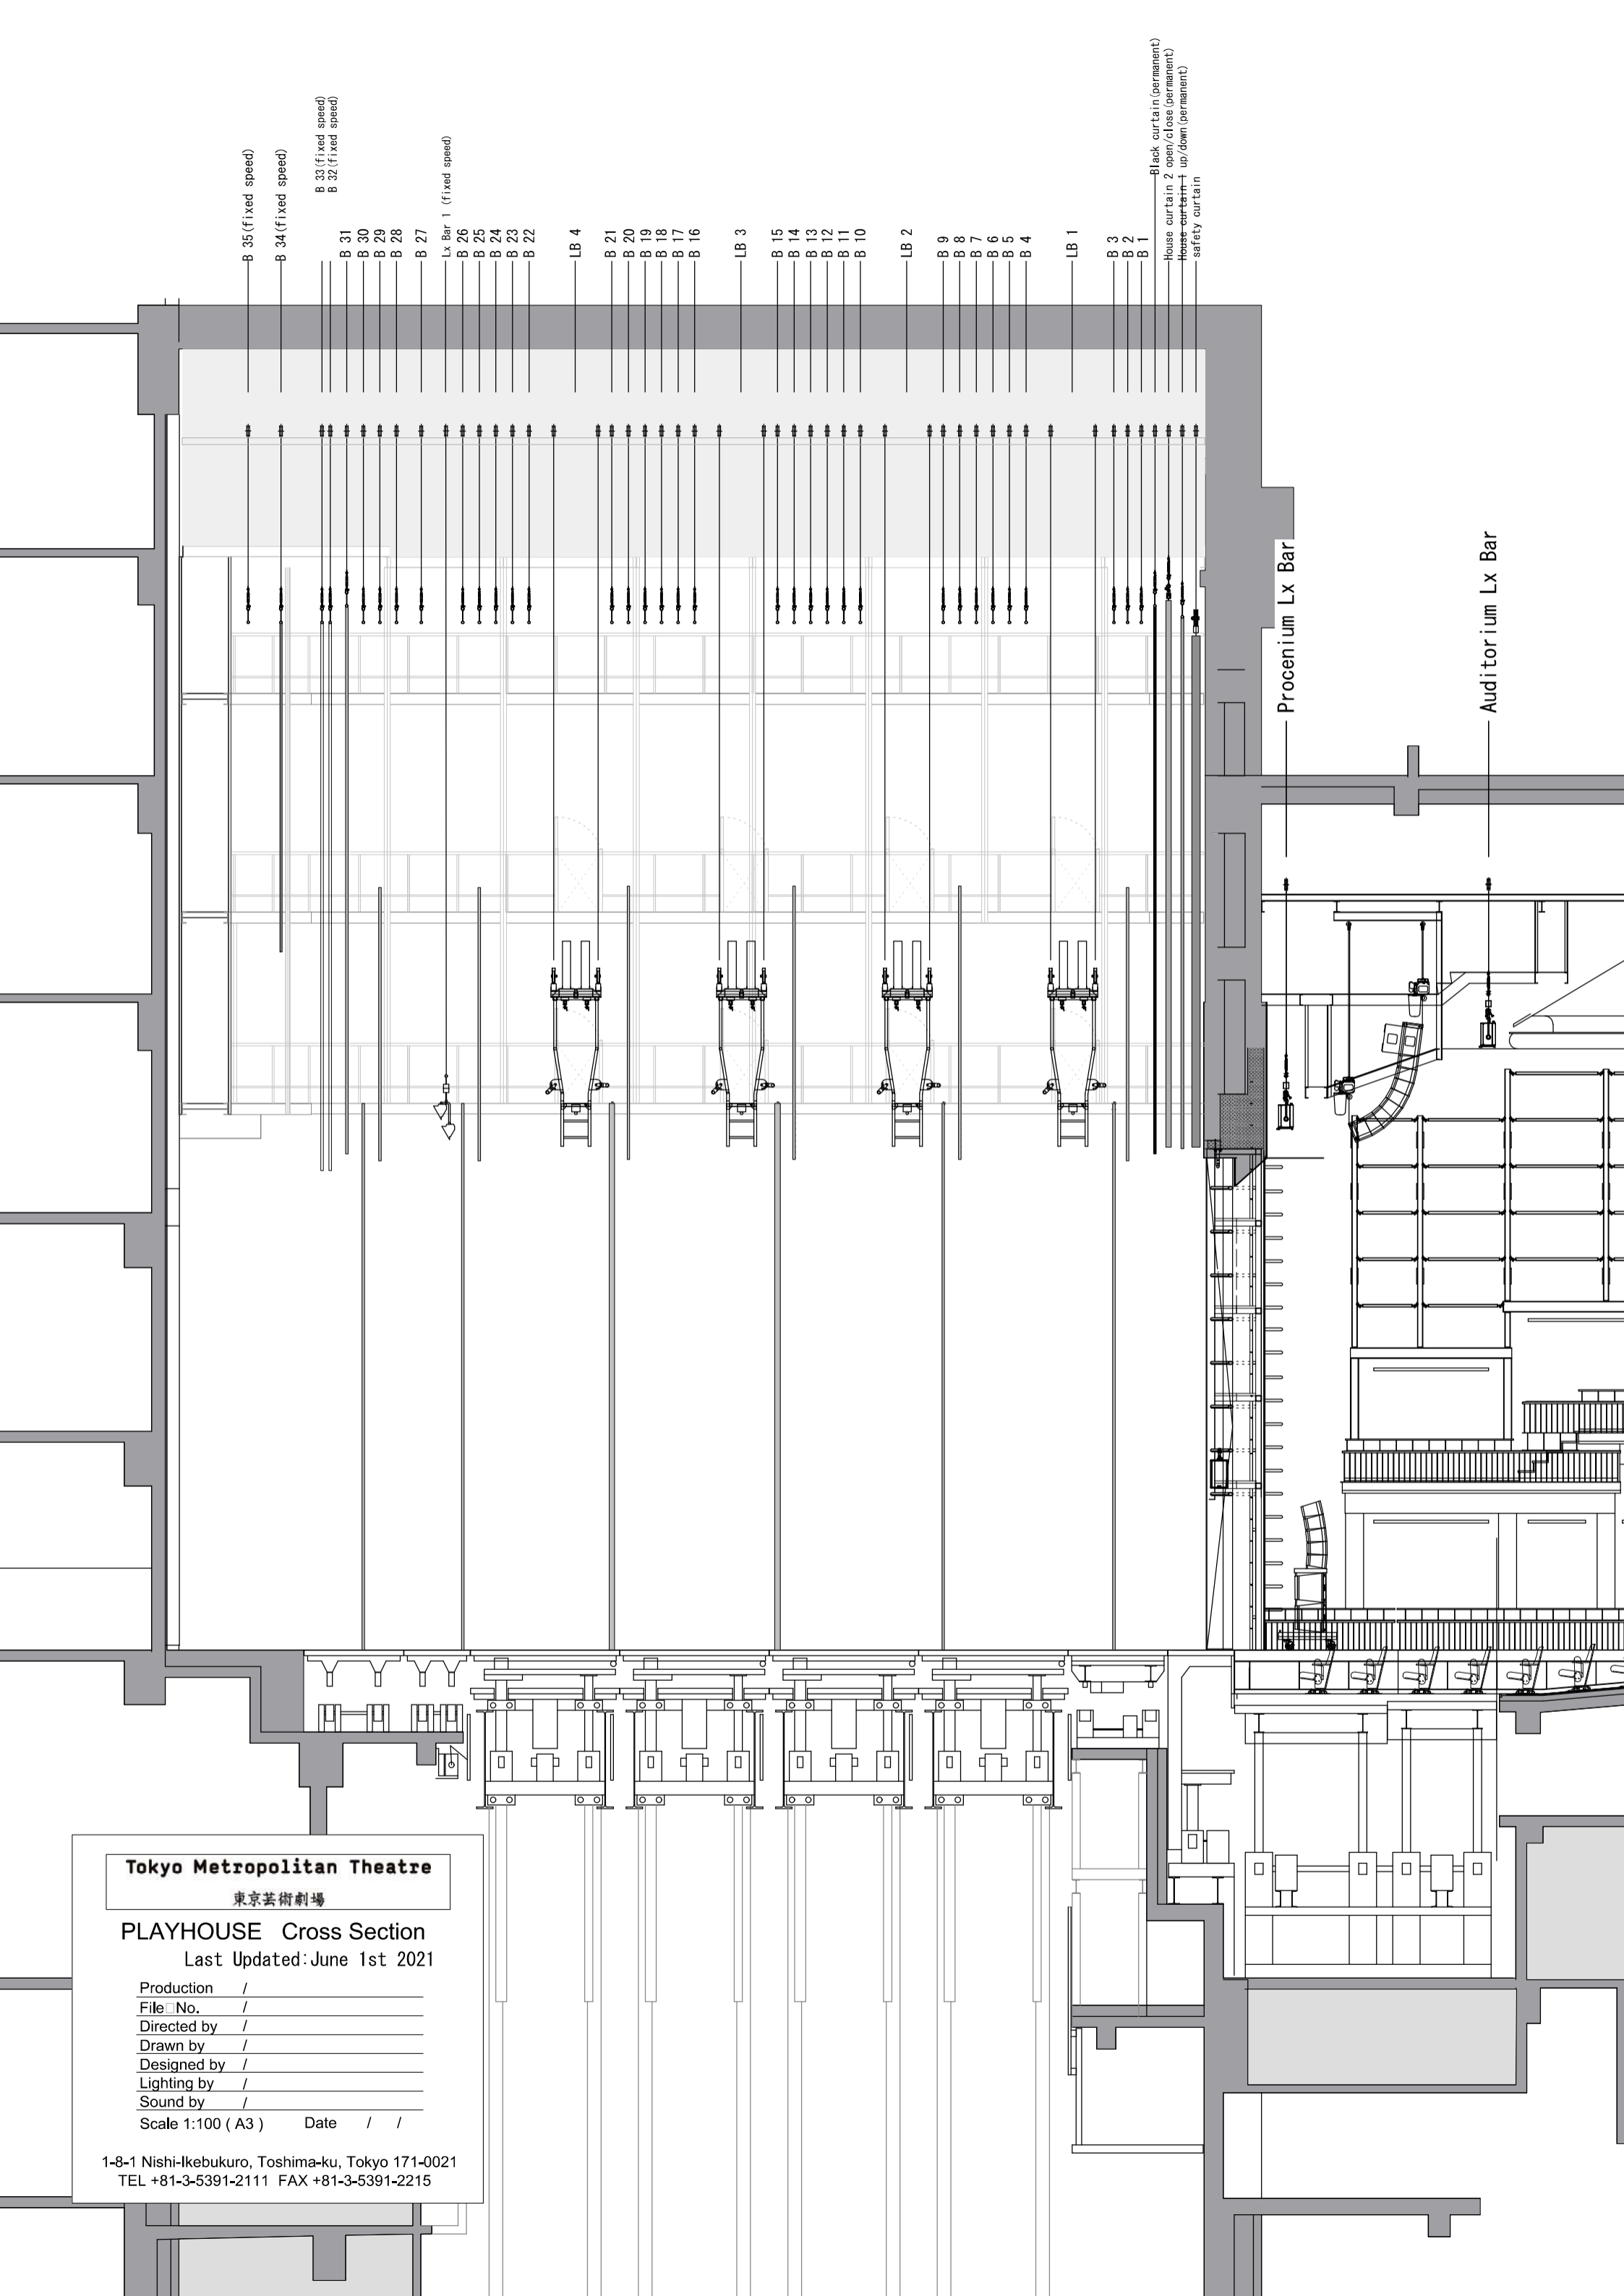 B 35(fixed speed)
B 34(fixed speed)
B 33(fixed speed)
B 32(fixed speed)
B 31
B 30
B 29
B 28
B 27
Lx Bar 1 (fixed speed)
B 26
B 25
B 24
B 23
B 22
LB 4
B 21
B 20
B 19
B 18
B 17
B 16
LB 3
B 15
B 14
B 13
B 12
B 11
B 10
LB 2
B 9
B 8
B 7
B 6
B 5
B 4
LB 1
B 3
B 2
B 1
Black curtain(permanent)
House curtain 2 open/close(permanent)
House curtain 1 up/down(permanent)
safety curtain
Procenium Lx Bar
Auditorium Lx Bar
Tokyo Metropolitan Theatre
東京芸術劇場
PLAYHOUSE Cross Section
Last Updated:June 1st 2021
Production /
File□No. /
Directed by /
Drawn by /
Designed by /
Lighting by /
Sound by /
Scale 1:100 ( A3 ) Date / /
1-8-1 Nishi-Ikebukuro, Toshima-ku, Tokyo 171-0021
TEL +81-3-5391-2111 FAX +81-3-5391-2215